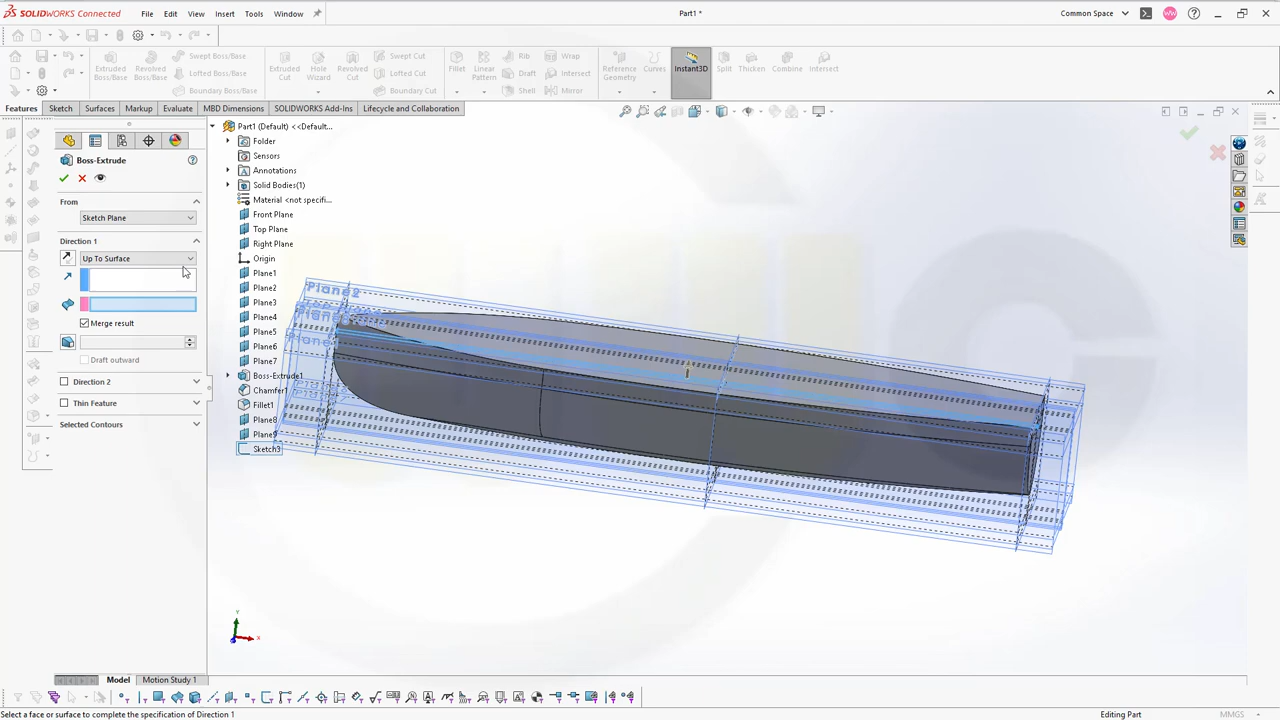 SOLIDWORKS Connected File Edit View Insert Tools Window Part1 * Common Space WW
Extruded Boss/Base Revolved Boss/Base Swept Boss/Base Lofted Boss/Base Boundary Boss/Base Extruded Cut Hole Wizard Revolved Cut Swept Cut Lofted Cut Boundary Cut Fillet Linear Pattern Rib Draft Shell Wrap Intersect Mirror Reference Geometry Curves Instant3D Split Thicken Combine Intersect
Features Sketch Surfaces Markup Evaluate MBD Dimensions SOLIDWORKS Add-Ins Lifecycle and Collaboration
Boss-Extrude
From
Sketch Plane
Direction 1
Up To Surface
Merge result
Draft outward
Direction 2
Thin Feature
Selected Contours
Part1 (Default) <<Default...
Folder
Sensors
Annotations
Solid Bodies(1)
Material <not specifi...
Front Plane
Top Plane
Right Plane
Origin
Plane1
Plane2
Plane3
Plane4
Plane5
Plane6
Plane7
Boss-Extrude1
Chamfer1
Fillet1
Plane8
Plane9
Sketch3
Plane2
Y
X
Model Motion Study 1
Select a face or surface to complete the specification of Direction 1 Editing Part MMGS